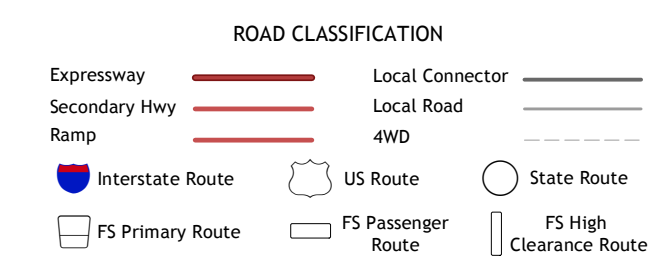 ROAD CLASSIFICATION
Expressway
Local Connector
Secondary Hwy
Local Road
Ramp
4WD
Interstate Route
US Route
State Route
FS Primary Route
FS Passenger
Route
FS High
Clearance Route